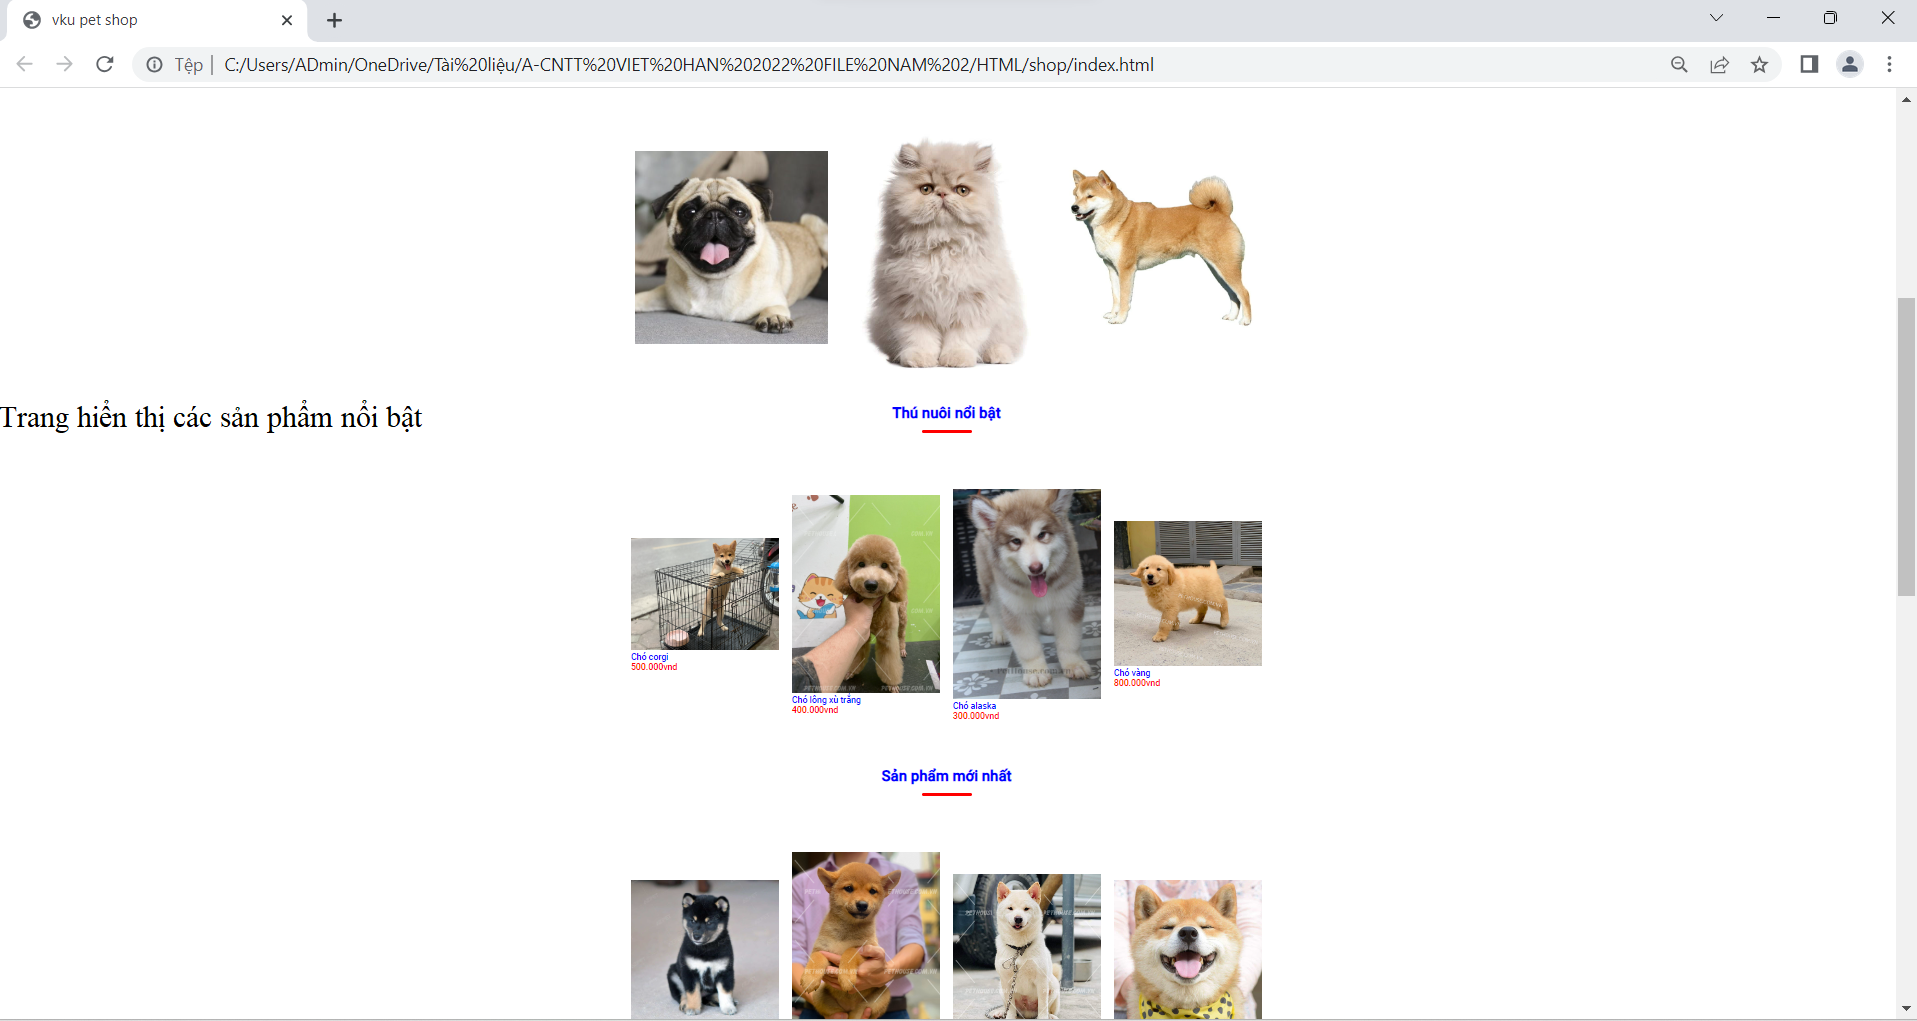 vku pet shop
Tệp | C:/Users/ADmin/OneDrive/Tài%20liệu/A-CNTT%20VIET%20HAN%202022%20FILE%20NAM%202/HTML/shop/index.html
Trang hiển thị các sản phẩm nổi bật
Thú nuôi nổi bật
Chó corgi
500.000vnd
Chó lông xù trắng
400.000vnd
Chó alaska
300.000vnd
Chó vàng
800.000vnd
Sản phẩm mới nhất